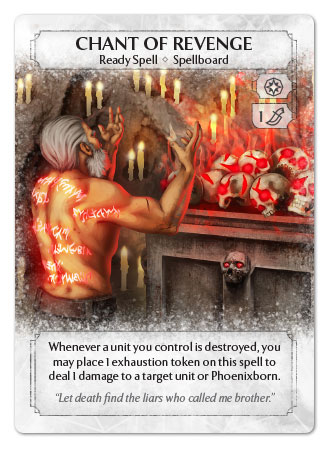 CHANT OF REVENGE
Ready Spell ◇ Spellboard
1
Whenever a unit you control is destroyed, you
may place 1 exhaustion token on this spell to
deal 1 damage to a target unit or Phoenixborn.
“Let death find the liars who called me brother.”